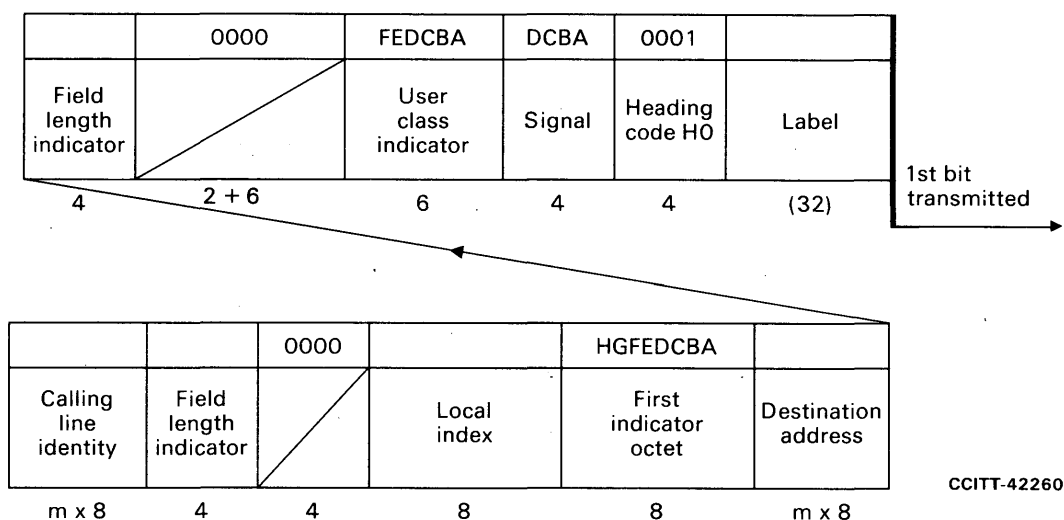 0000 FEDCBA DCBA 0001
Field
length
indicator
User
class
indicator
Signal
Heading
code H0
Label
4 2 + 6 6 4 4 (32)
1st bit
transmitted
0000 HGFEDCBA
Calling
line
identity
Field
length
indicator
Local
index
First
indicator
octet
Destination
address
m x 8 4 4 8 8 m x 8
CCITT-42260